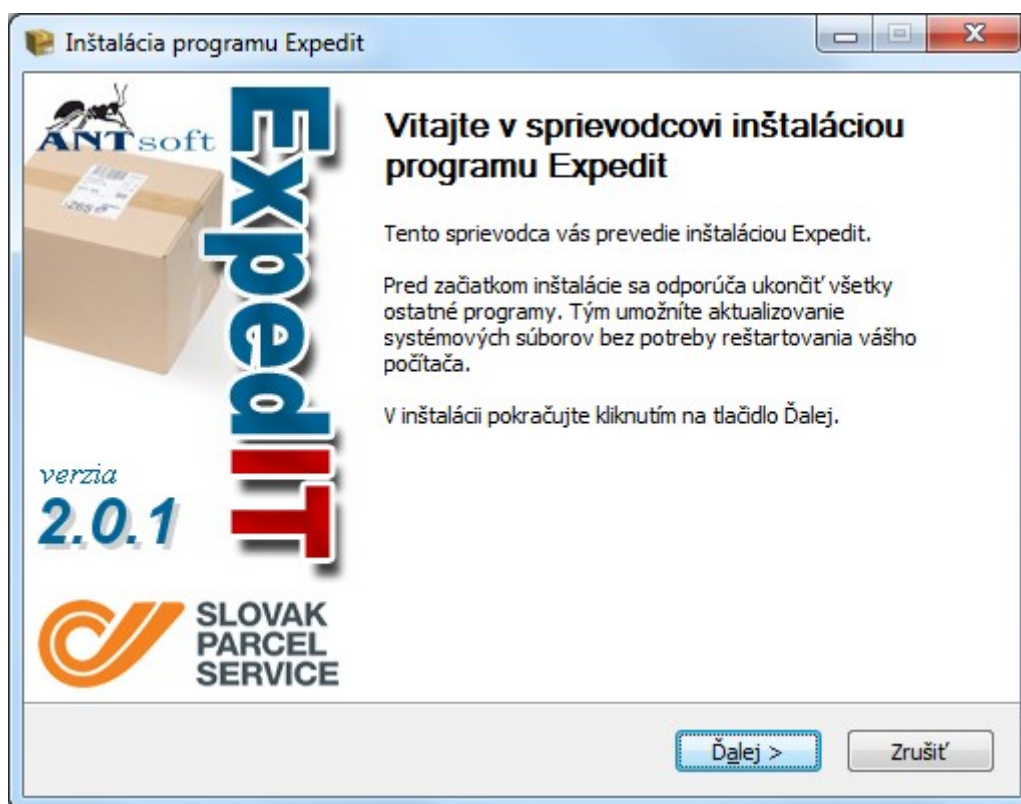 Inštalácia programu Expedit
ANTsoft
ExpedIT
verzia
2.0.1
SLOVAK
PARCEL
SERVICE
Vitajte v sprievodcovi inštaláciou
programu Expedit
Tento sprievodca vás prevedie inštaláciou Expedit.
Pred začiatkom inštalácie sa odporúča ukončiť všetky
ostatné programy. Tým umožníte aktualizovanie
systémových súborov bez potreby reštartovania vášho
počítača.
V inštalácii pokračujte kliknutím na tlačidlo Ďalej.
Ďalej >
Zrušiť